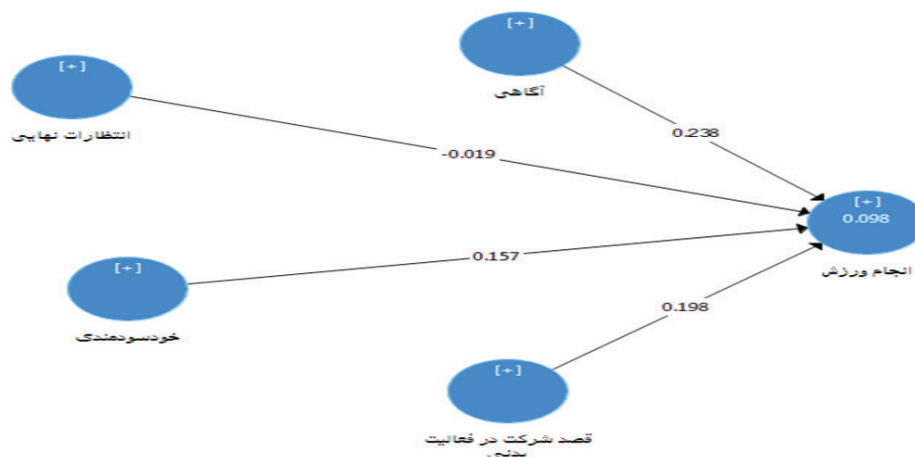 [+]
آگاهی
[+]
انتظارات نهایی
0.238
-0.019
[+]
0.098
انجام ورزش
0.157
[+]
خودسودمندی
0.198
[+]
قصد شرکت در فعالیت
بدنی